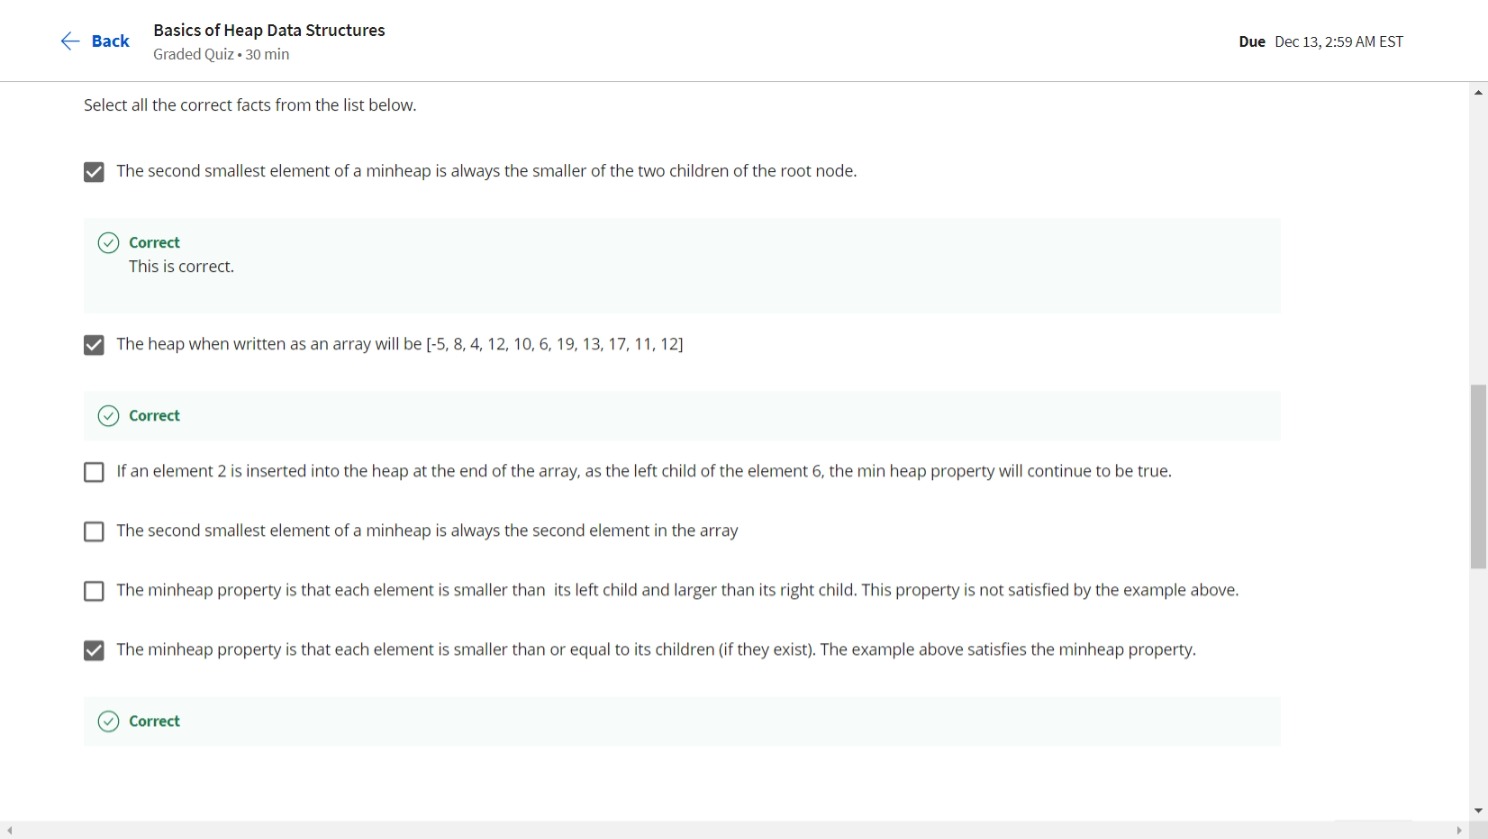 Back
Basics of Heap Data Structures
Graded Quiz • 30 min
Due Dec 13, 2:59 AM EST
Select all the correct facts from the list below.
The second smallest element of a minheap is always the smaller of the two children of the root node.
Correct
This is correct.
The heap when written as an array will be [-5, 8, 4, 12, 10, 6, 19, 13, 17, 11, 12]
Correct
If an element 2 is inserted into the heap at the end of the array, as the left child of the element 6, the min heap property will continue to be true.
The second smallest element of a minheap is always the second element in the array
The minheap property is that each element is smaller than  its left child and larger than its right child. This property is not satisfied by the example above.
The minheap property is that each element is smaller than or equal to its children (if they exist). The example above satisfies the minheap property.
Correct